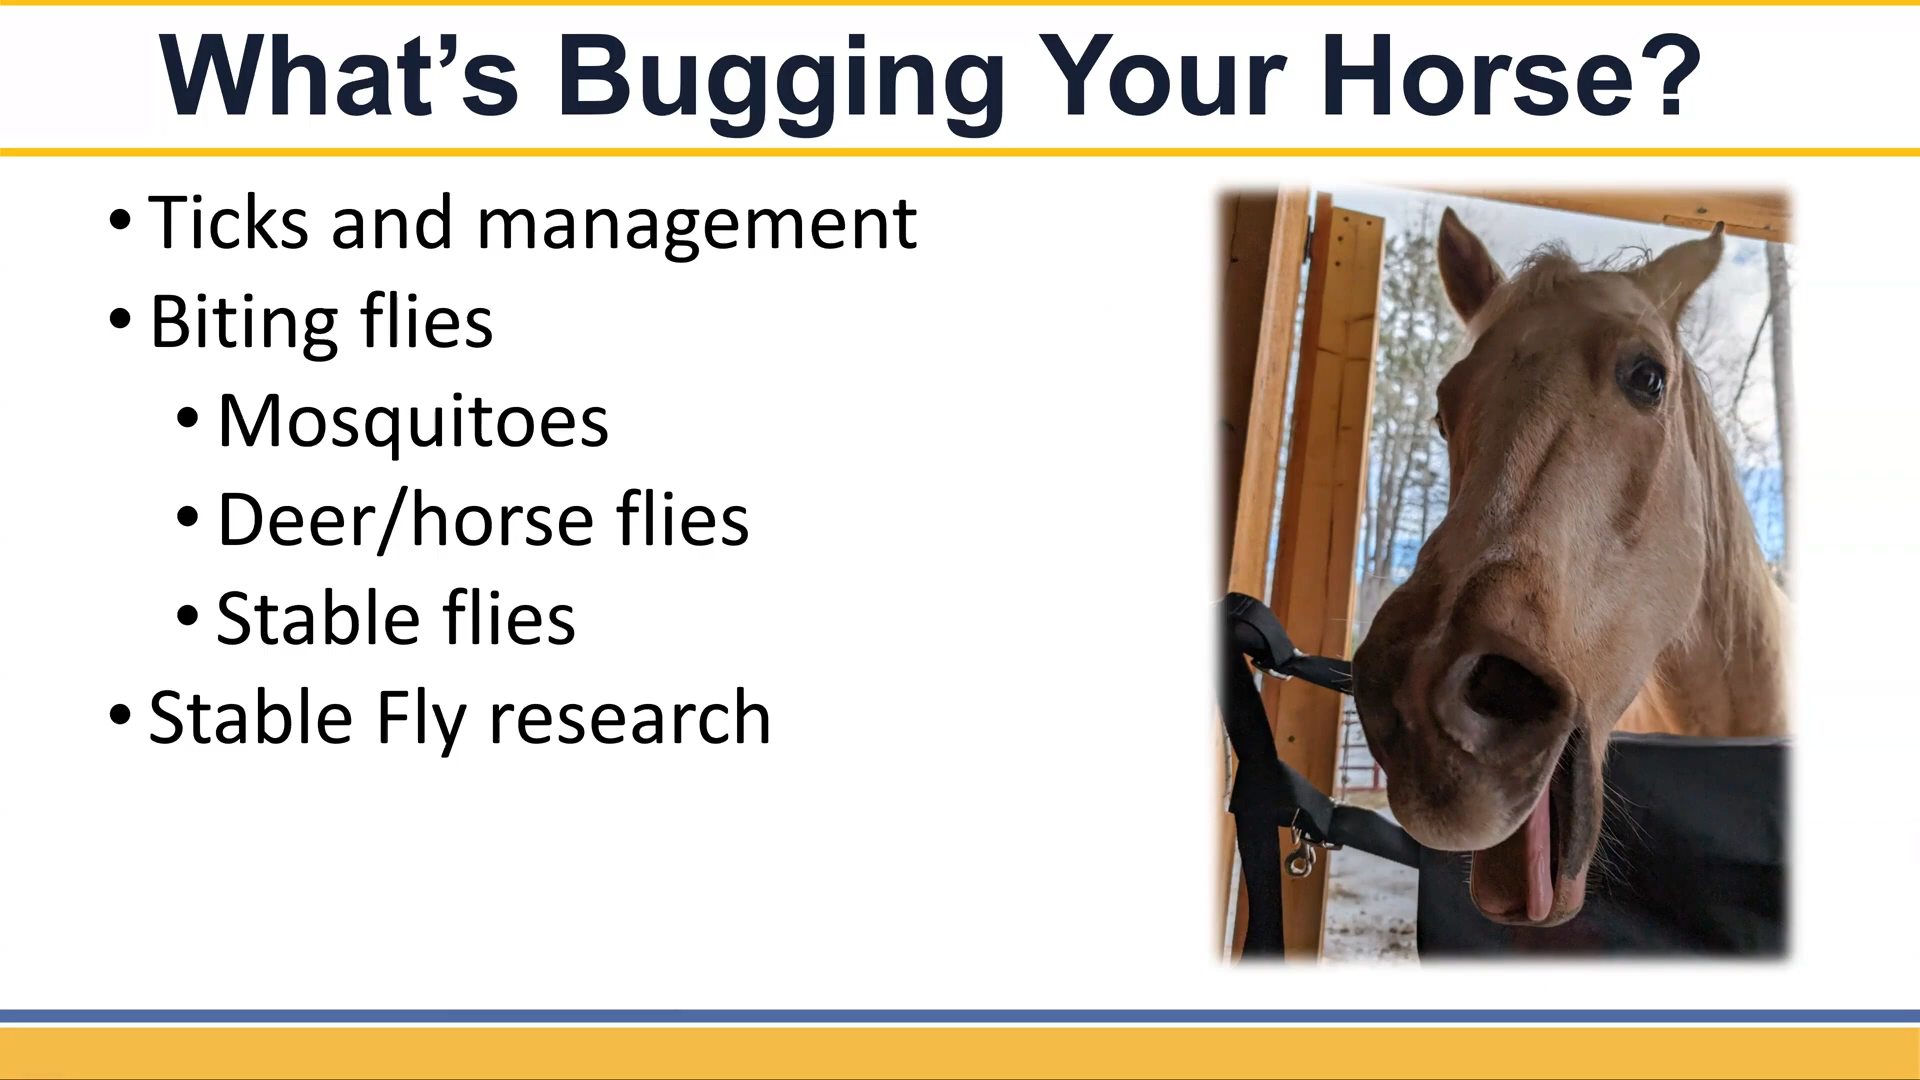 What’s Bugging Your Horse?
• Ticks and management
• Biting flies
• Mosquitoes
• Deer/horse flies
• Stable flies
• Stable Fly research